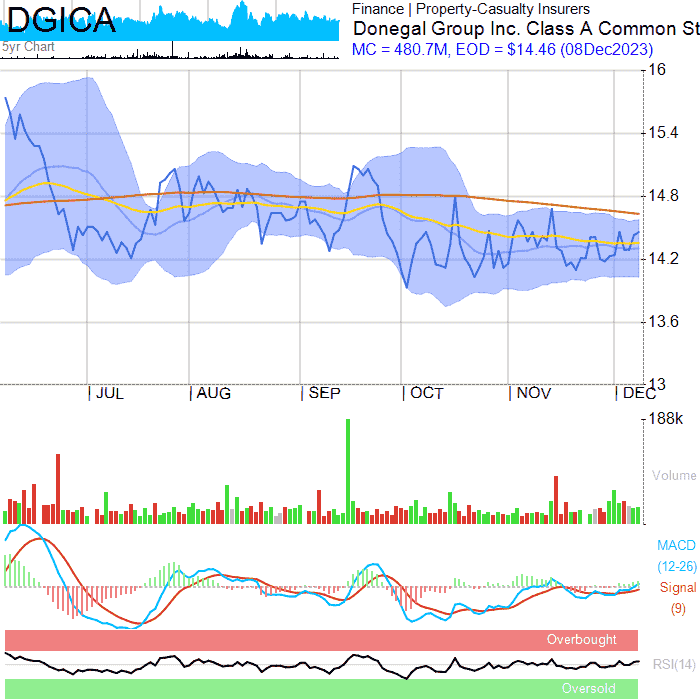 DGICA
5yr Chart
Finance | Property-Casualty Insurers
Donegal Group Inc. Class A Common St
MC = 480.7M, EOD = $14.46 (08Dec2023)
16
15.4
14.8
14.2
13.6
13
JUL AUG SEP OCT NOV DEC
188k
Volume
MACD
(12-26)
Signal
(9)
Overbought
RSI(14)
Oversold